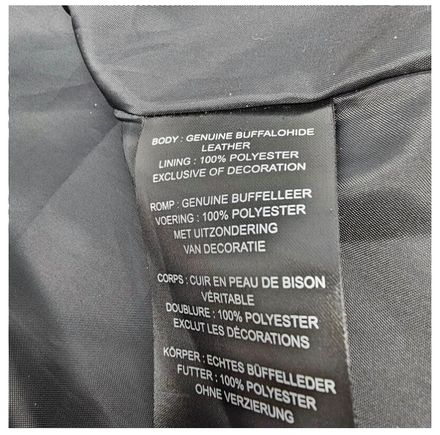 BODY : GENUINE BUFFALOHIDE
LEATHER
LINING : 100% POLYESTER
EXCLUSIVE OF DECORATION
ROMP : GENUINE BUFFELLEER
VOERING : 100% POLYESTER
MET UITZONDERING
VAN DECORATIE
CORPS : CUIR EN PEAU DE BISON
VÉRITABLE
DOUBLURE : 100% POLYESTER
EXCLUT LES DÉCORATIONS
KÖRPER : ECHTES BÜFFELLEDER
FUTTER : 100% POLYESTER
OHNE VERZIERUNG